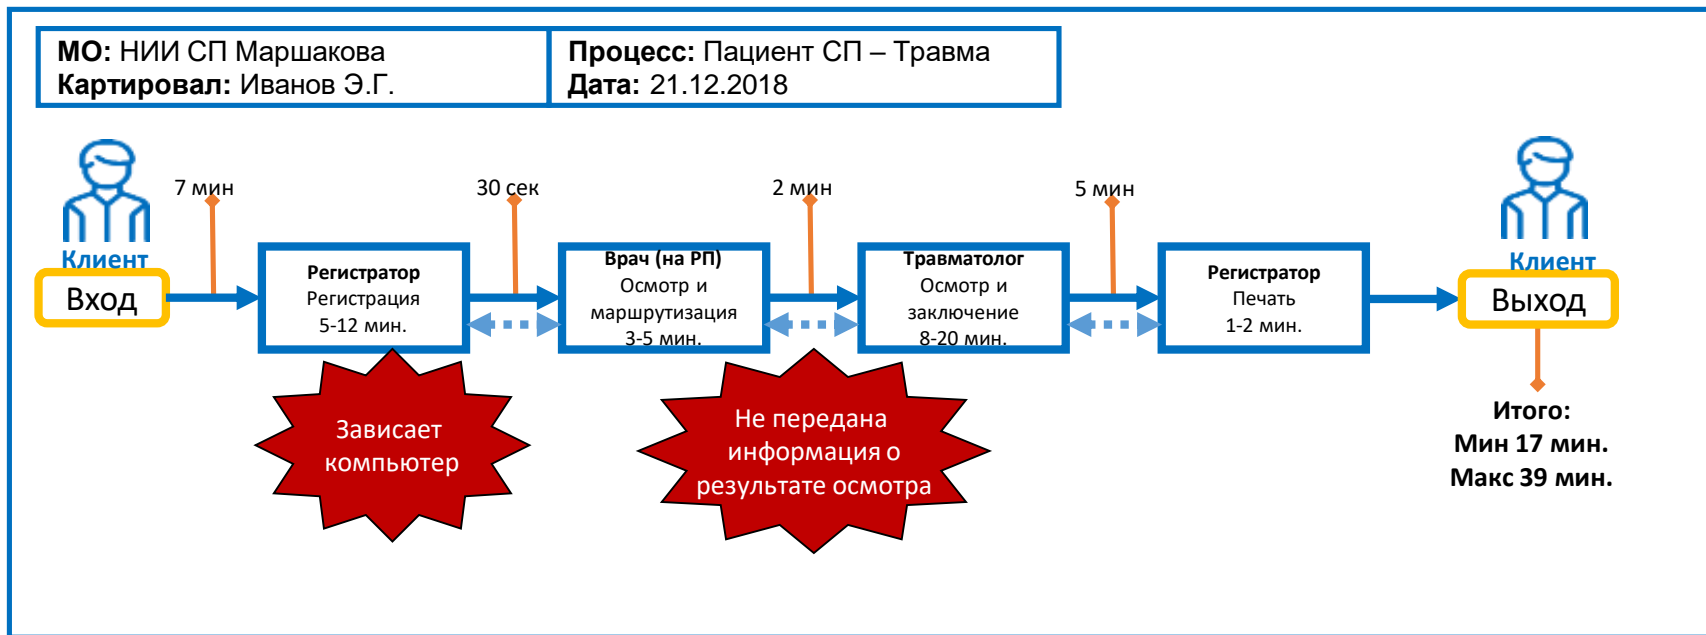 МО: НИИ СП Маршакова
Картировал: Иванов Э.Г.
Процесс: Пациент СП – Травма
Дата: 21.12.2018
7 мин
30 сек
2 мин
5 мин
Клиент
Вход
Регистратор
Регистрация
5-12 мин.
Врач (на РП)
Осмотр и
маршрутизация
3-5 мин.
Травматолог
Осмотр и
заключение
8-20 мин.
Регистратор
Печать
1-2 мин.
Клиент
Выход
Зависает
компьютер
Не передана
информация о
результате осмотра
Итого:
Мин 17 мин.
Макс 39 мин.